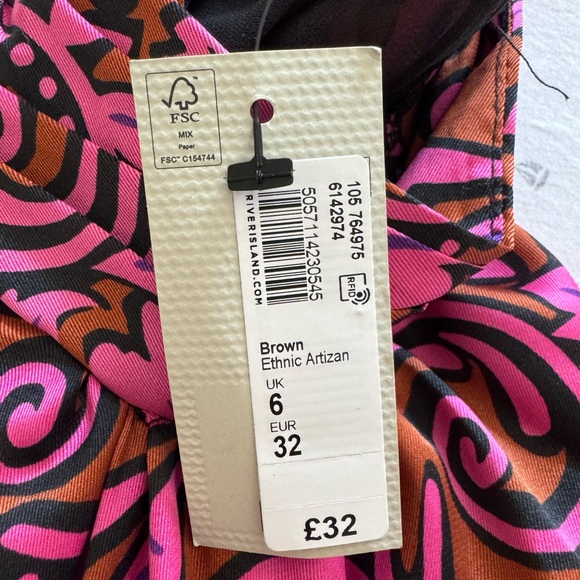 FSC
MIX
Paper
FSC™ C154744
RIVERISLAND.COM
5057114230545
105 764975
6142974
RFID
Brown
Ethnic Artizan
UK
6
EUR
32
£32